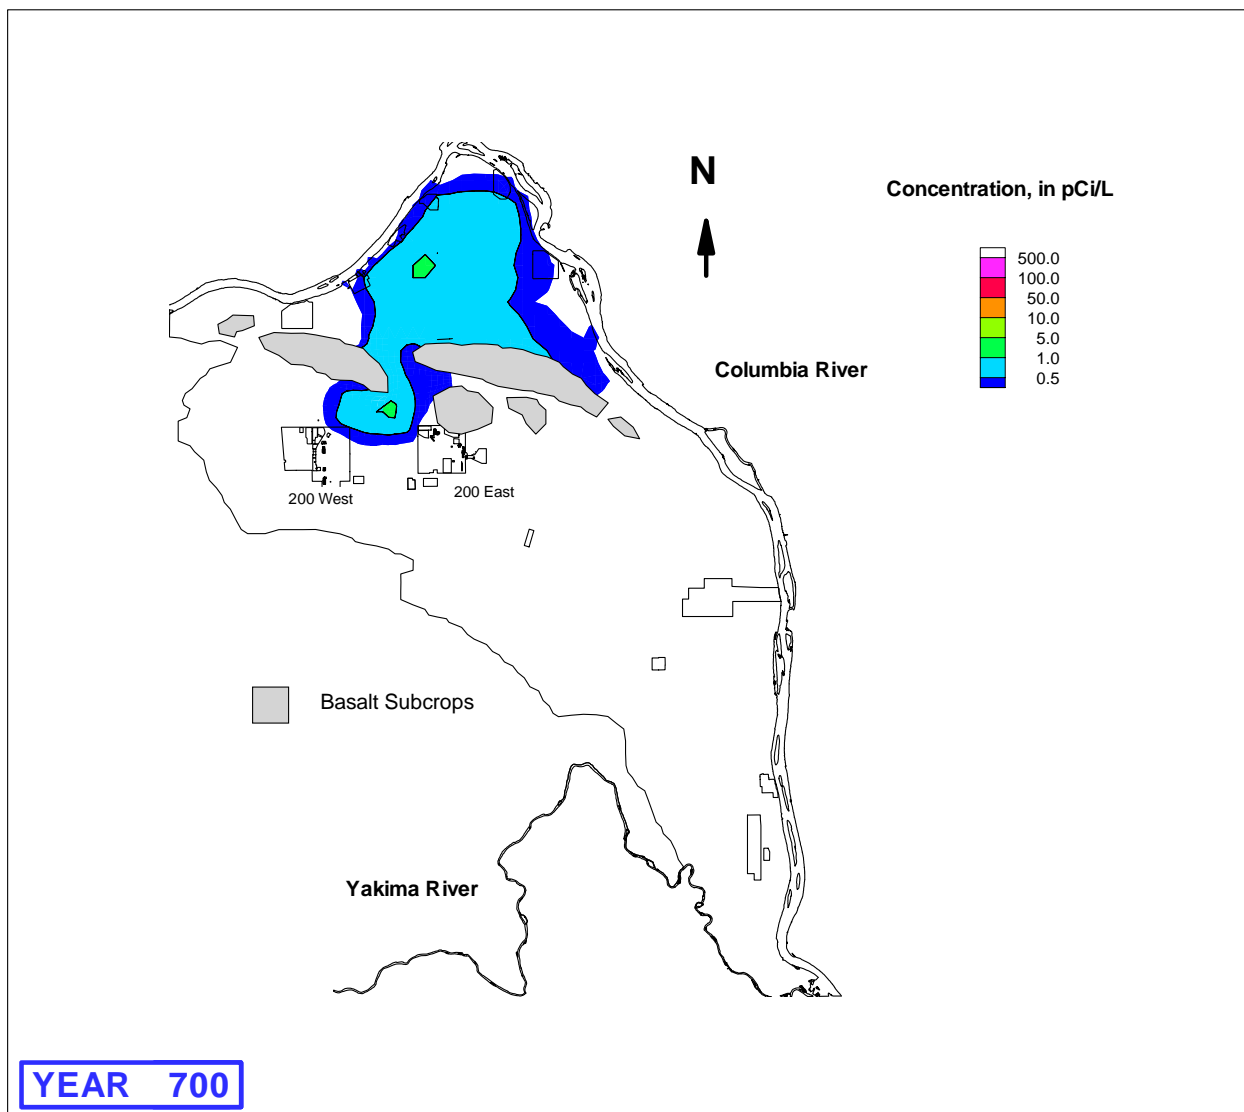 N
Concentration, in pCi/L
500.0
100.0
50.0
10.0
5.0
1.0
0.5
Columbia River
200 West
200 East
Basalt Subcrops
Yakima River
YEAR 700